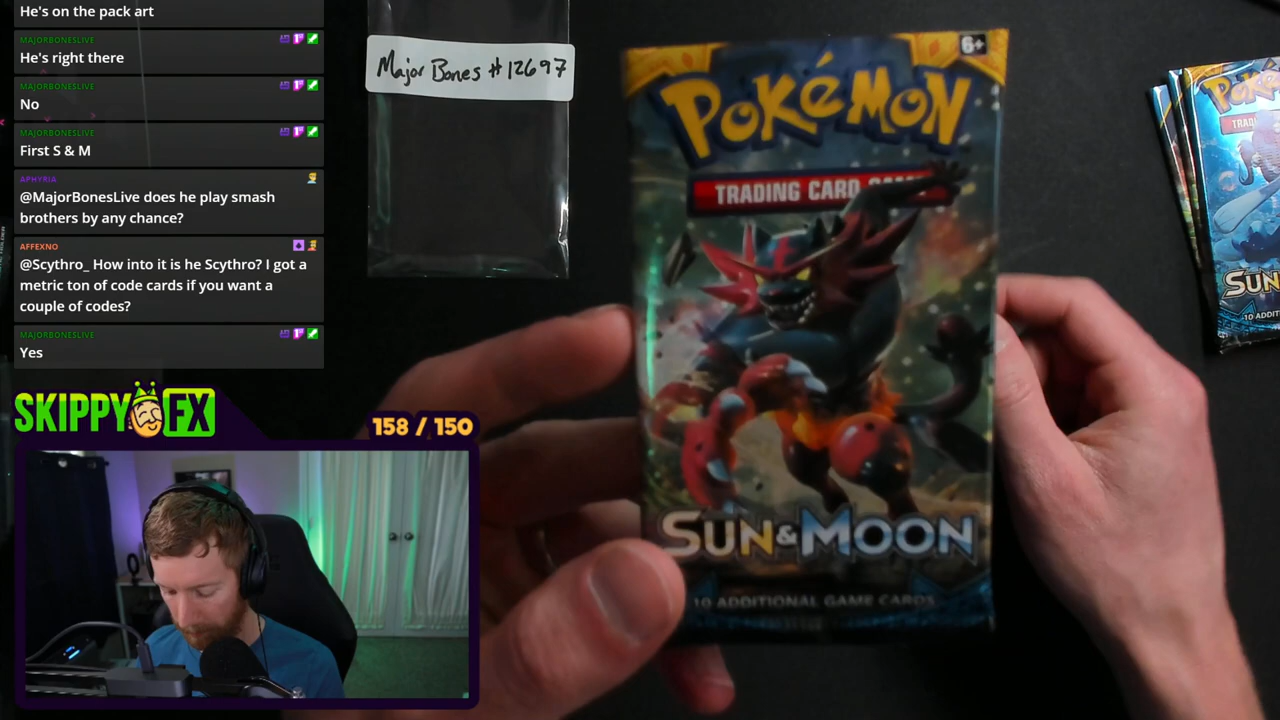 He's on the pack art
MAJORBONESLIVE
He's right there
MAJORBONESLIVE
No
MAJORBONESLIVE
First S & M
APHYRIA
@MajorBonesLive does he play smash
brothers by any chance?
AFFEXNO
@Scythro_ How into it is he Scythro? I got a
metric ton of code cards if you want a
couple of codes?
MAJORBONESLIVE
Yes
SKIPPY FX
158 / 150
Major Bones #12697
6+
POKéMON
TRADING CARD GAME
SUN & MOON
10 ADDITIONAL GAME CARDS
SUN